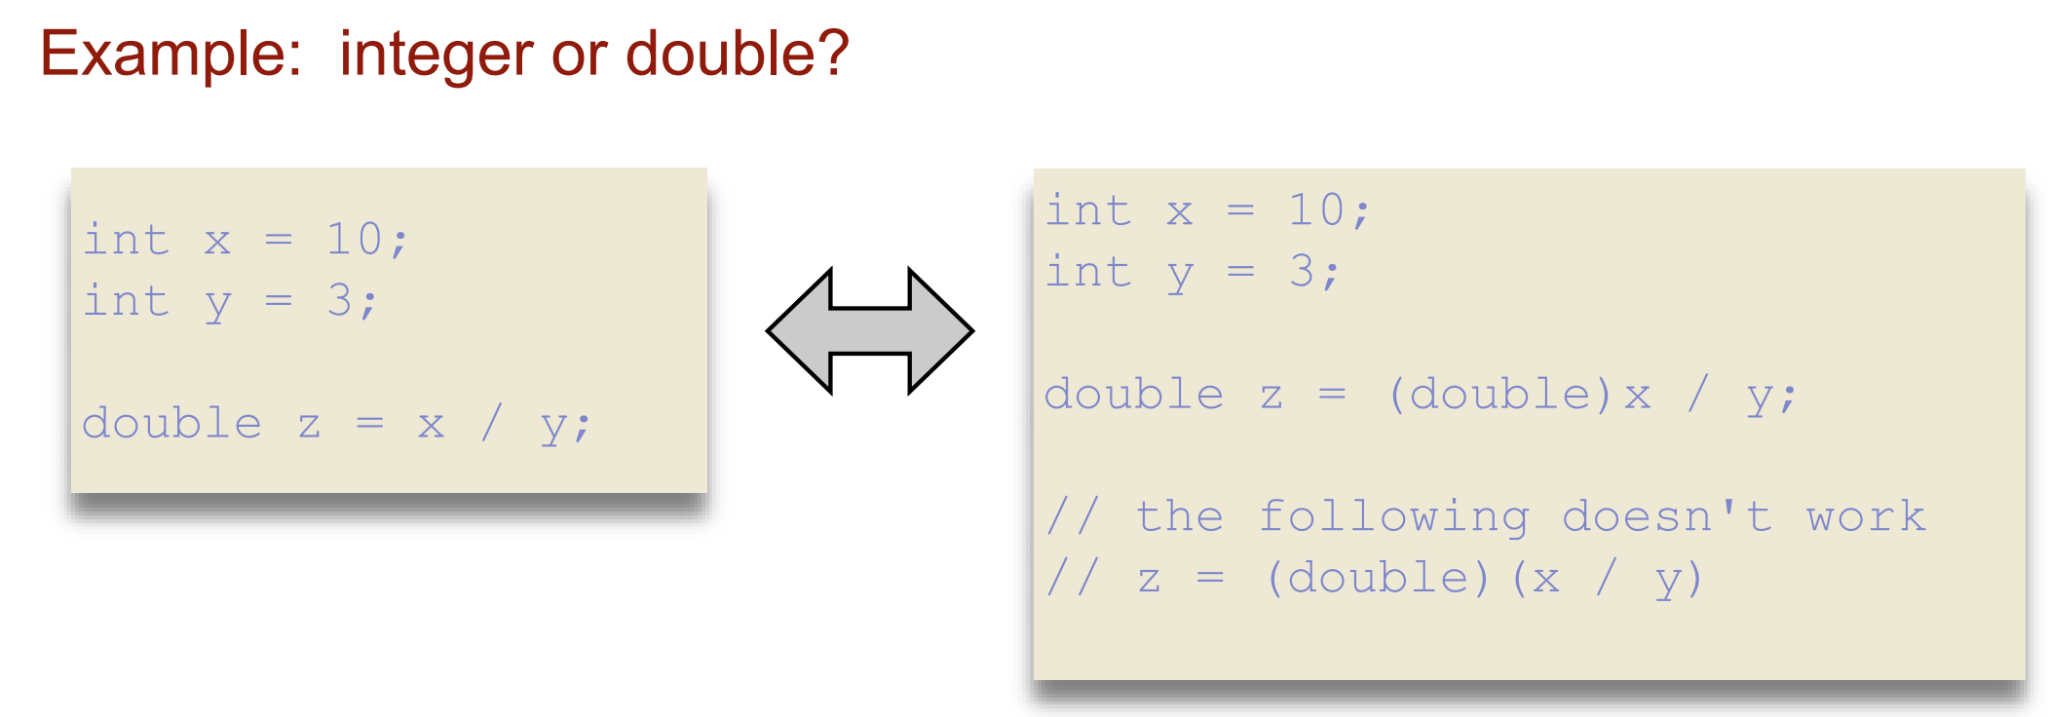 Example:  integer or double?
int x = 10;
int y = 3;
double z = x / y;
int x = 10;
int y = 3;
double z = (double)x / y;
// the following doesn't work
// z = (double)(x / y)